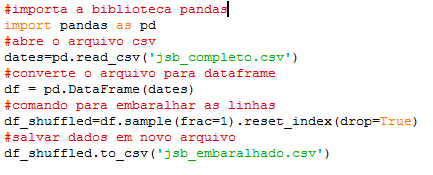 #importa a biblioteca pandas
import pandas as pd
#abre o arquivo csv
dates=pd.read_csv('jsb_completo.csv')
#converte o arquivo para dataframe
df = pd.DataFrame(dates)
#comando para embaralhar as linhas
df_shuffled=df.sample(frac=1).reset_index(drop=True)
#salvar dados em novo arquivo
df_shuffled.to_csv('jsb_embaralhado.csv')